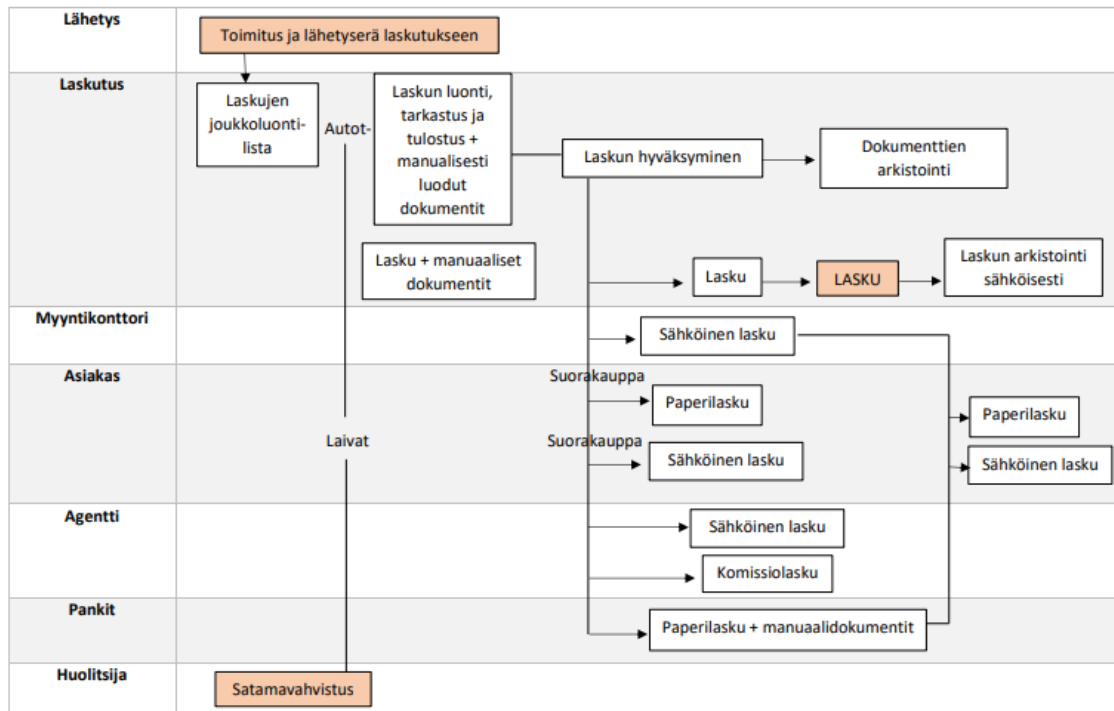 Lähetys
Toimitus ja lähetyserä laskutukseen
Laskutus
Laskujen
joukkoluonti-
lista
Autot-
Laskun luonti,
tarkastus ja
tulostus +
manualisesti
luodut
dokumentit
Laskun hyväksyminen
Dokumenttien
arkistointi
Lasku + manuaaliset
dokumentit
Lasku
LASKU
Laskun arkistointi
sähköisesti
Myyntikonttori
Sähköinen lasku
Asiakas
Suorakauppa
Paperilasku
Paperilasku
Laivat
Suorakauppa
Sähköinen lasku
Sähköinen lasku
Agentti
Sähköinen lasku
Komissiolasku
Pankit
Paperilasku + manuaalidokumentit
Huolitsija
Satamavahvistus